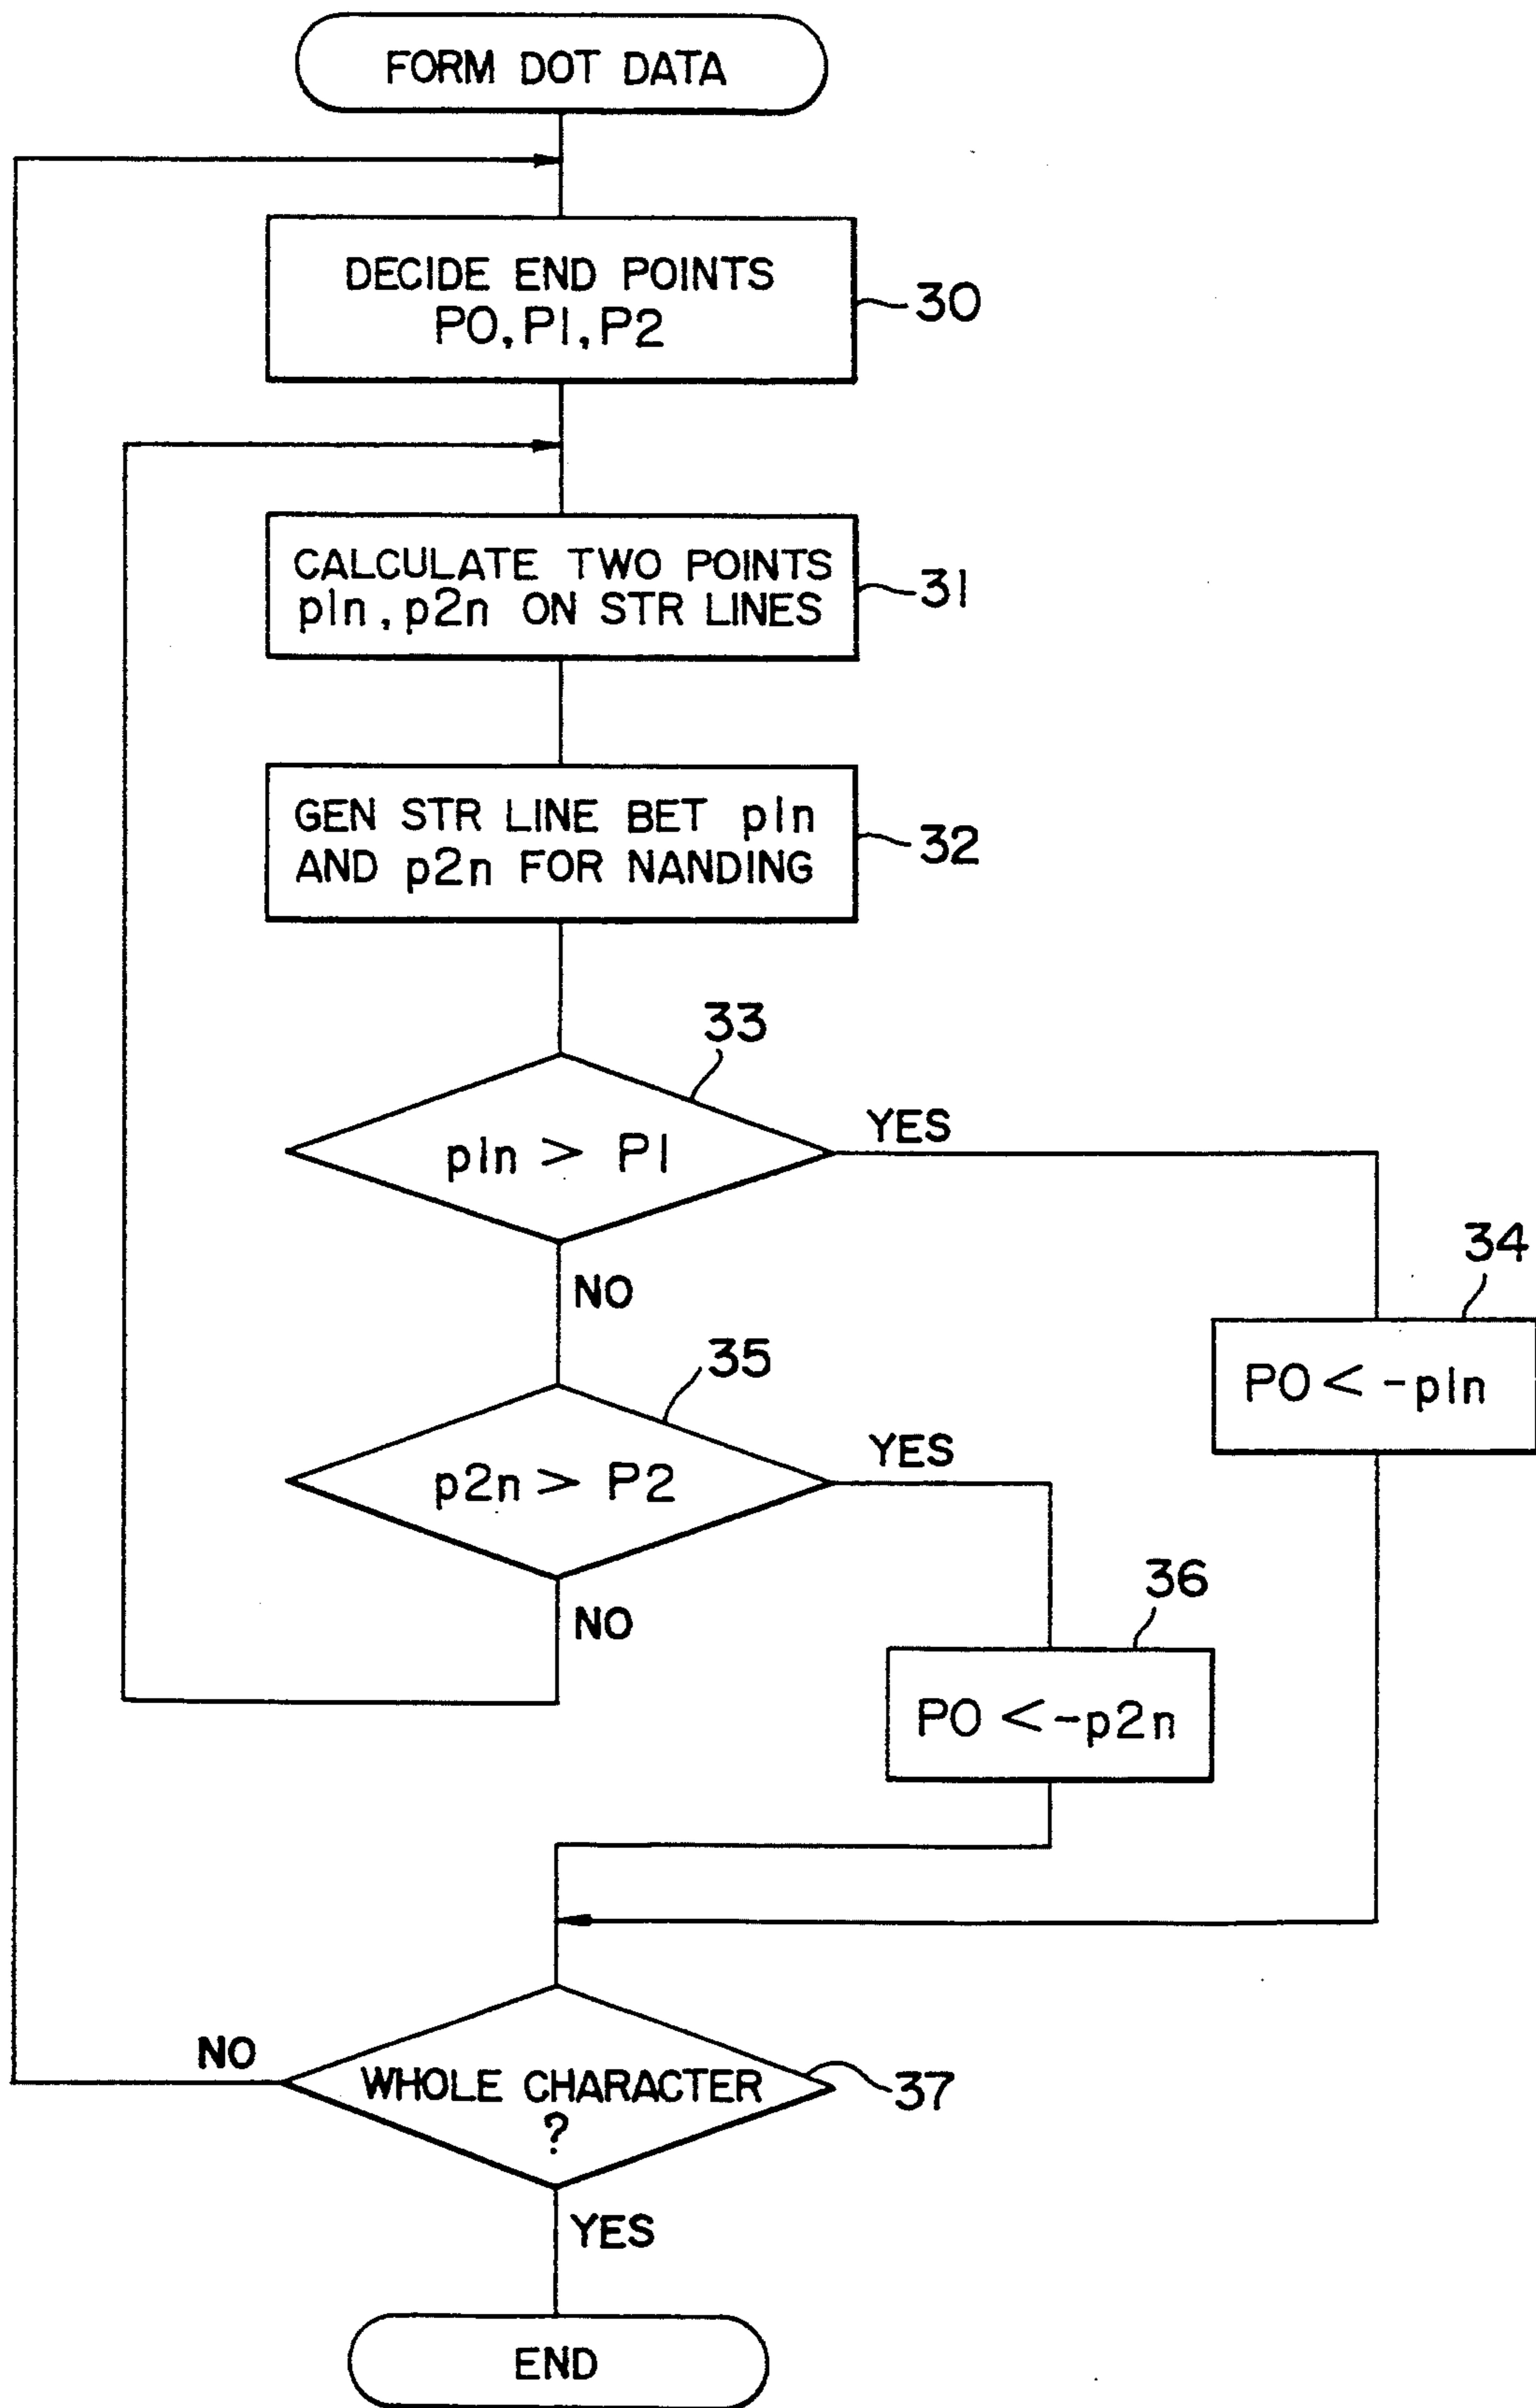 FORM DOT DATA
DECIDE END POINTS
P0, P1, P2
30
CALCULATE TWO POINTS
p1n, p2n ON STR LINES
31
GEN STR LINE BET p1n
AND p2n FOR NANDING
32
33
p1n > P1
YES
NO
34
P0 < -p1n
35
p2n > P2
YES
NO
36
P0 < -p2n
NO
WHOLE CHARACTER
?
37
YES
END